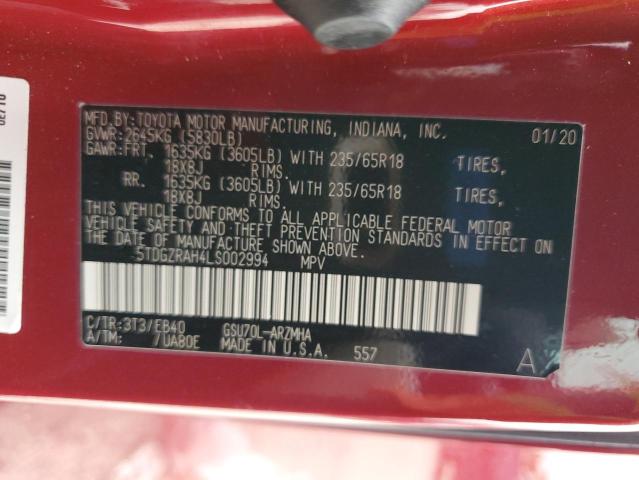 MFD.BY:TOYOTA MOTOR MANUFACTURING, INDIANA, INC. 01/20
GVWR:2645KG (5830LB)
GAWR:FRT. 1635KG (3605LB) WITH 235/65R18 TIRES,
18X8J RIMS.
RR. 1635KG (3605LB) WITH 235/65R18 TIRES,
18X8J RIMS.
THIS VEHICLE CONFORMS TO ALL APPLICABLE FEDERAL MOTOR
VEHICLE SAFETY AND THEFT PREVENTION STANDARDS IN EFFECT ON
THE DATE OF MANUFACTURE SHOWN ABOVE.
5TDGZRAH4LS002994 MPV
C/TR:3T3/EB40 GSU70L-ARZMHA
A/TM: /UA80E MADE IN U.S.A. 557 A